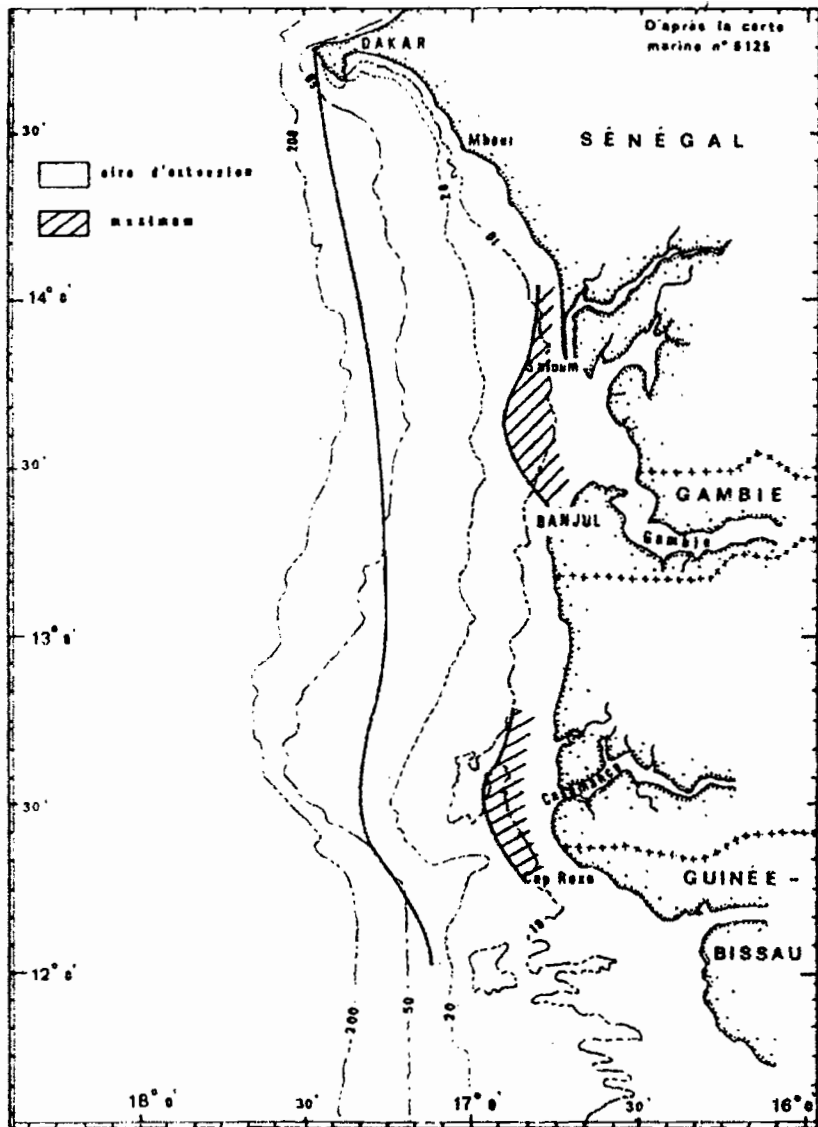 D'après la carte
marine n° 6125
DAKAR
Mbour
SÉNÉGAL
200
20
10
aire d'extension
maximum
30'
14° 0'
Saloum
30'
GAMBIE
BANJUL
Gambie
13° 0'
Casamance
30'
Cap Roxo
GUINÉE-
BISSAU
10
12° 0'
200
50
20
18° 0'
30'
17° 0'
30'
16° 0'